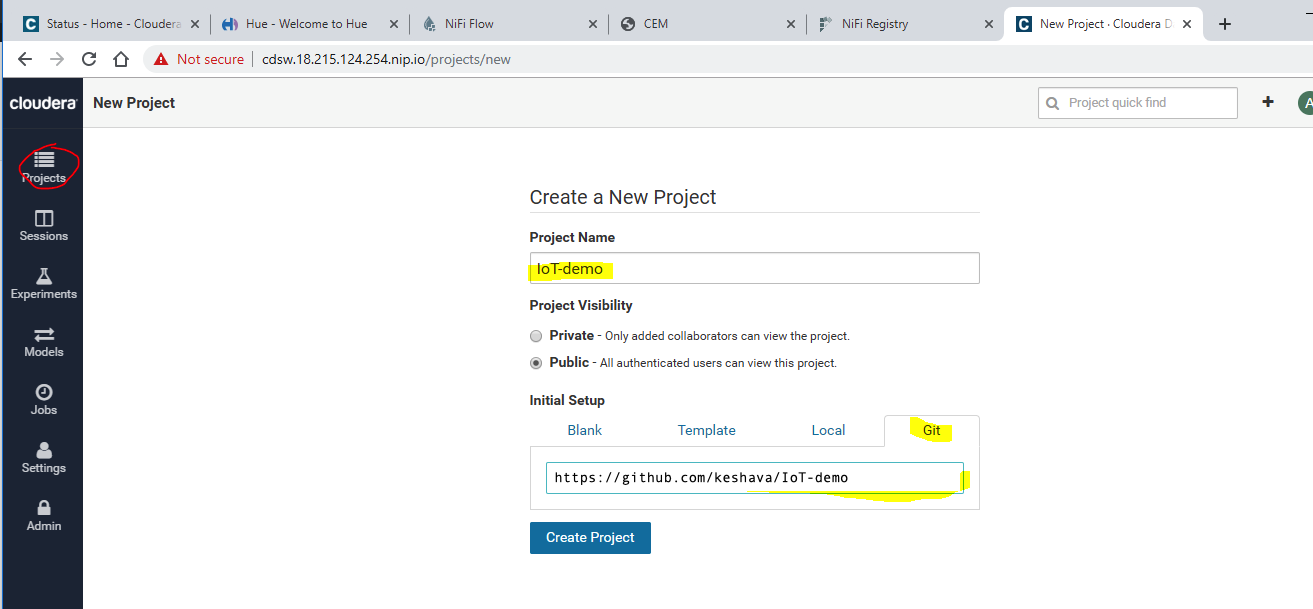 Status - Home - Cloudera
Hue - Welcome to Hue
NiFi Flow
CEM
NiFi Registry
New Project · Cloudera D
Not secure
cdsw.18.215.124.254.nip.io/projects/new
cloudera
New Project
Project quick find
A
Projects
Sessions
Experiments
Models
Jobs
Settings
Admin
Create a New Project
Project Name
IoT-demo
Project Visibility
Private - Only added collaborators can view the project.
Public - All authenticated users can view this project.
Initial Setup
Blank Template Local Git
https://github.com/keshava/IoT-demo
Create Project